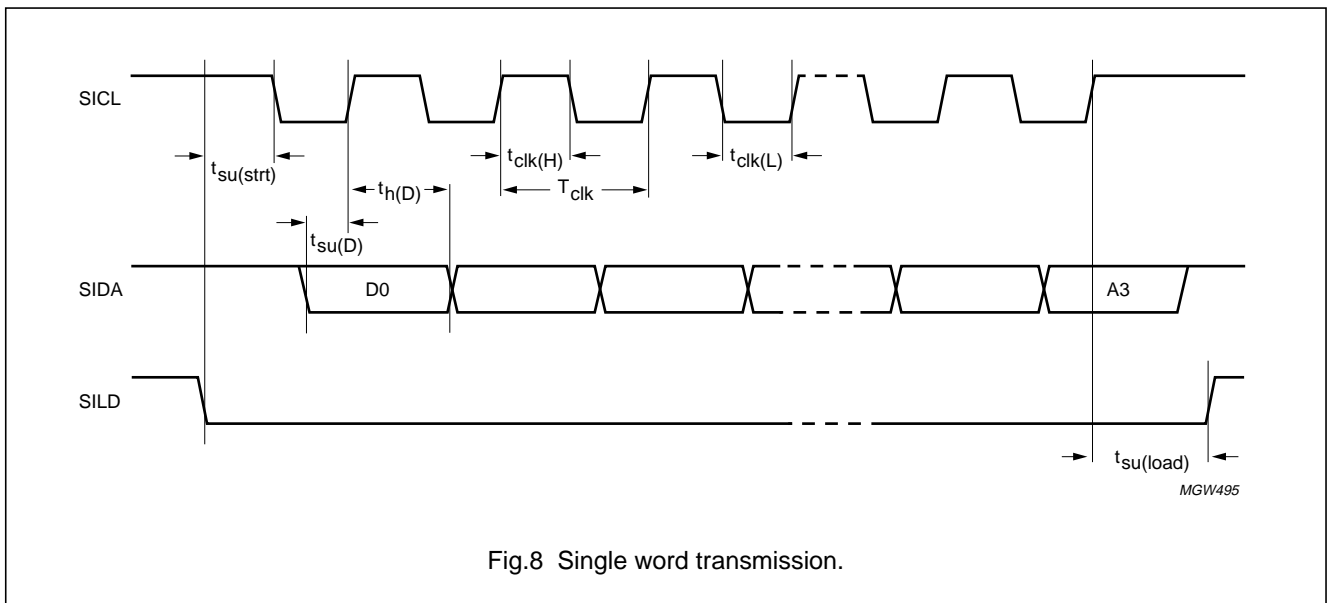 SICL
tsu(strt)
tclk(H)
tclk(L)
th(D)
Tclk
tsu(D)
SIDA
D0
A3
SILD
tsu(load)
MGW495
Fig.8 Single word transmission.